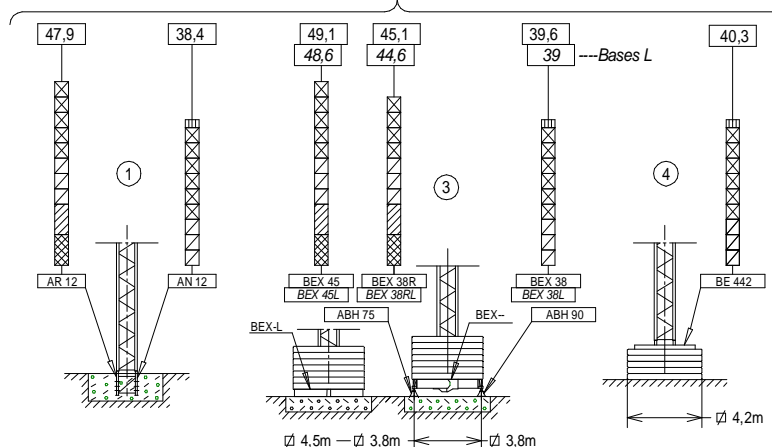 47,9 38,4 49,1 45,1 39,6 40,3
48,6 44,6 39 ----Bases L
1 3 4
AR 12 AN 12 BEX 45 BEX 38R BEX 38 BE 442
BEX 45L BEX 38RL BEX 38L
ABH 75 BEX-- ABH 90
BEX-L
4,2m
4,5m — 3,8m 3,8m